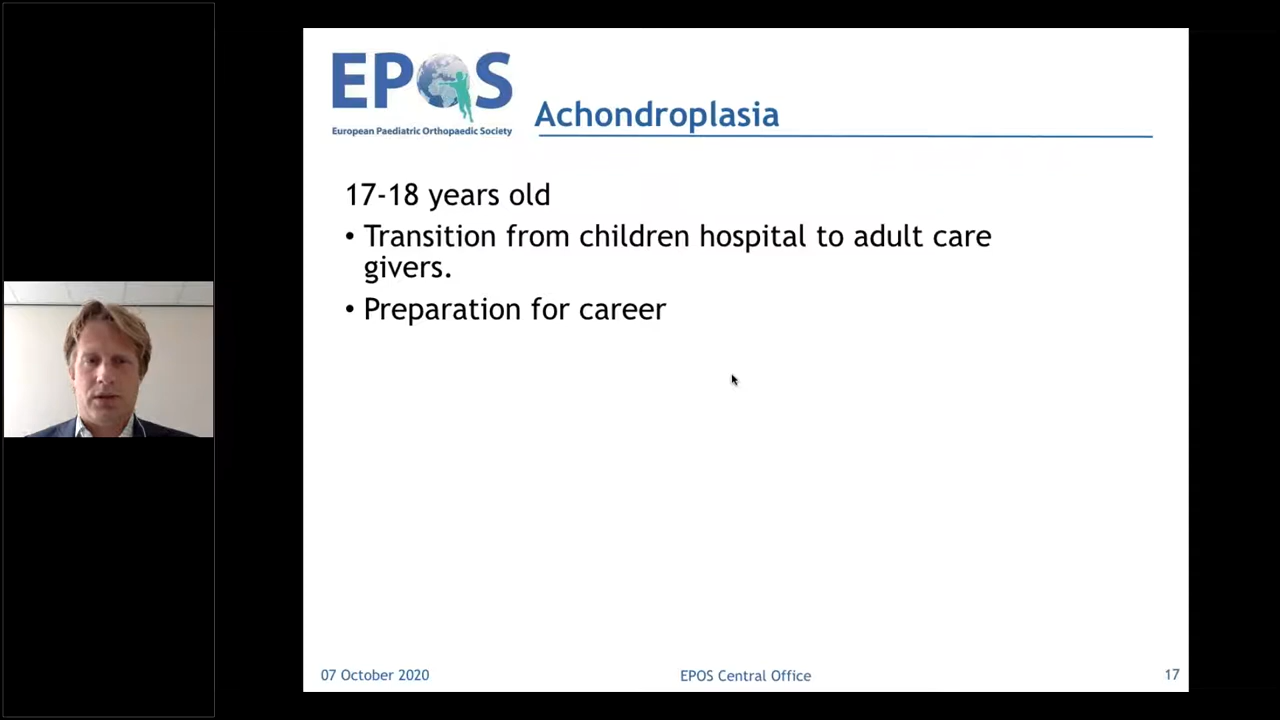 EPOS
European Paediatric Orthopaedic Society
Achondroplasia
17-18 years old
• Transition from children hospital to adult care
givers.
• Preparation for career
07 October 2020
EPOS Central Office
17